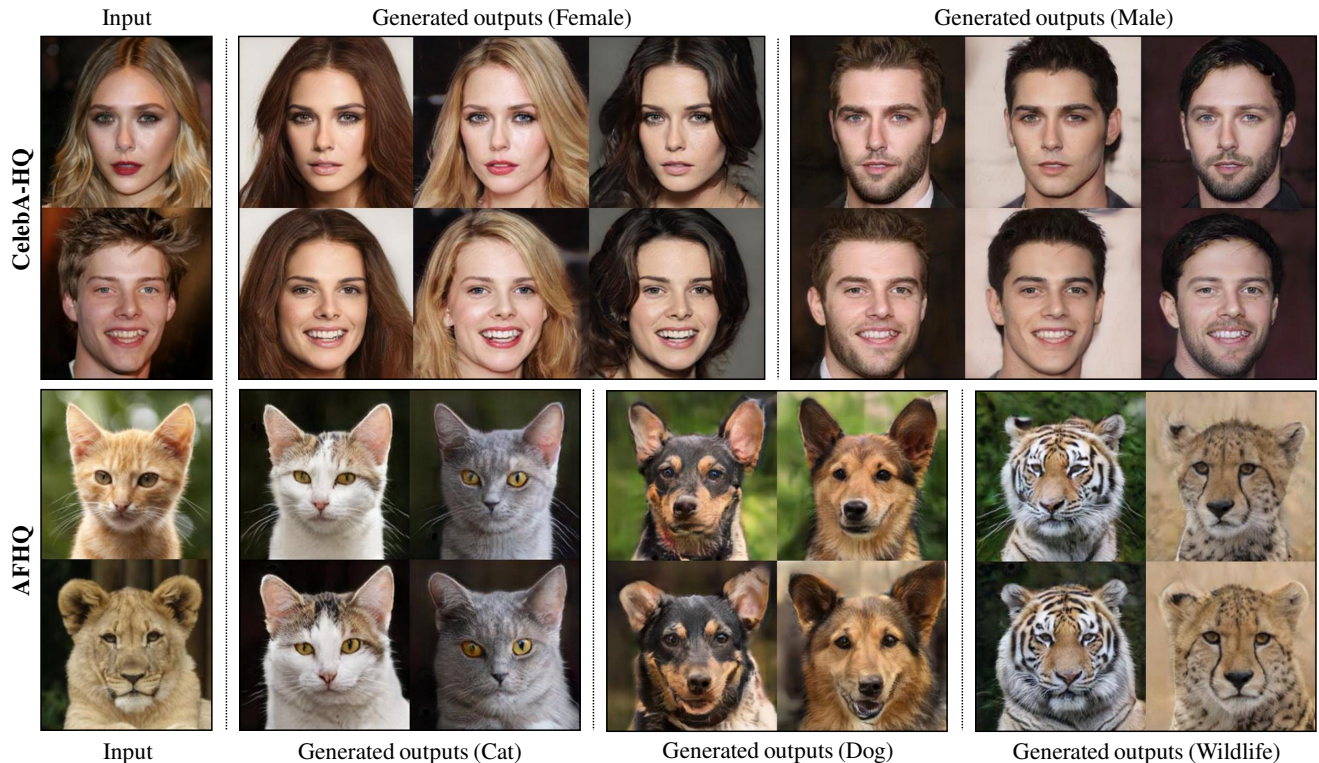 Input
Generated outputs (Female)
Generated outputs (Male)
CelebA-HQ
AFHQ
Input
Generated outputs (Cat)
Generated outputs (Dog)
Generated outputs (Wildlife)